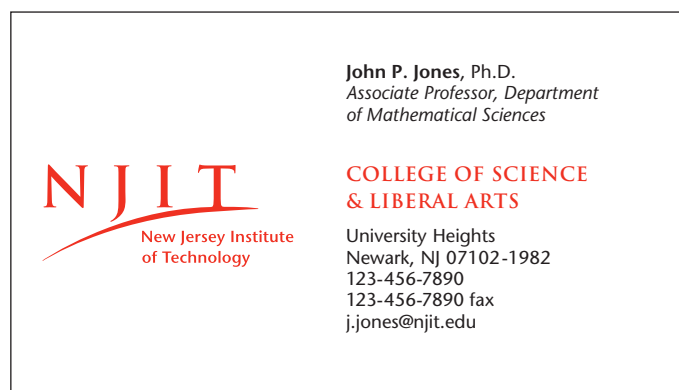 NJIT
New Jersey Institute
of Technology
John P. Jones, Ph.D.
Associate Professor, Department
of Mathematical Sciences
COLLEGE OF SCIENCE
& LIBERAL ARTS
University Heights
Newark, NJ 07102-1982
123-456-7890
123-456-7890 fax
j.jones@njit.edu